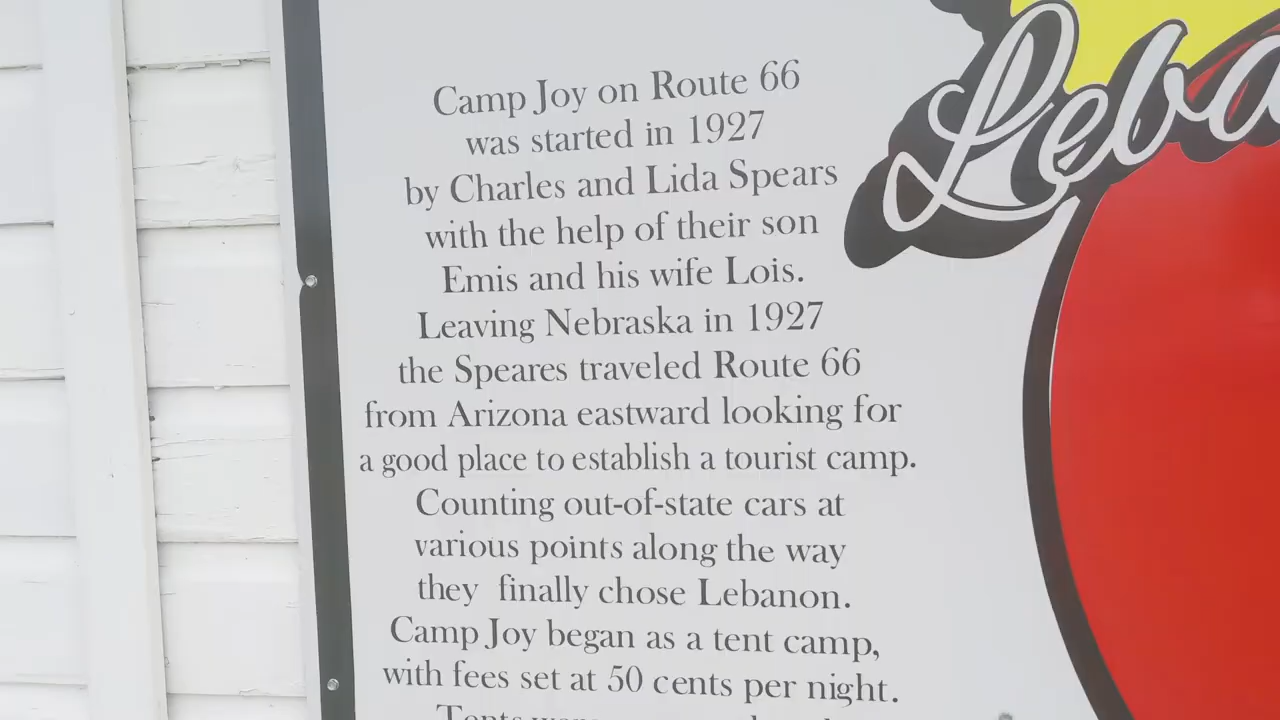 Camp Joy on Route 66
was started in 1927
by Charles and Lida Spears
with the help of their son
Emis and his wife Lois.
Leaving Nebraska in 1927
the Speares traveled Route 66
from Arizona eastward looking for
a good place to establish a tourist camp.
Counting out-of-state cars at
various points along the way
they  finally chose Lebanon.
Camp Joy began as a tent camp,
with fees set at 50 cents per night.
Leba